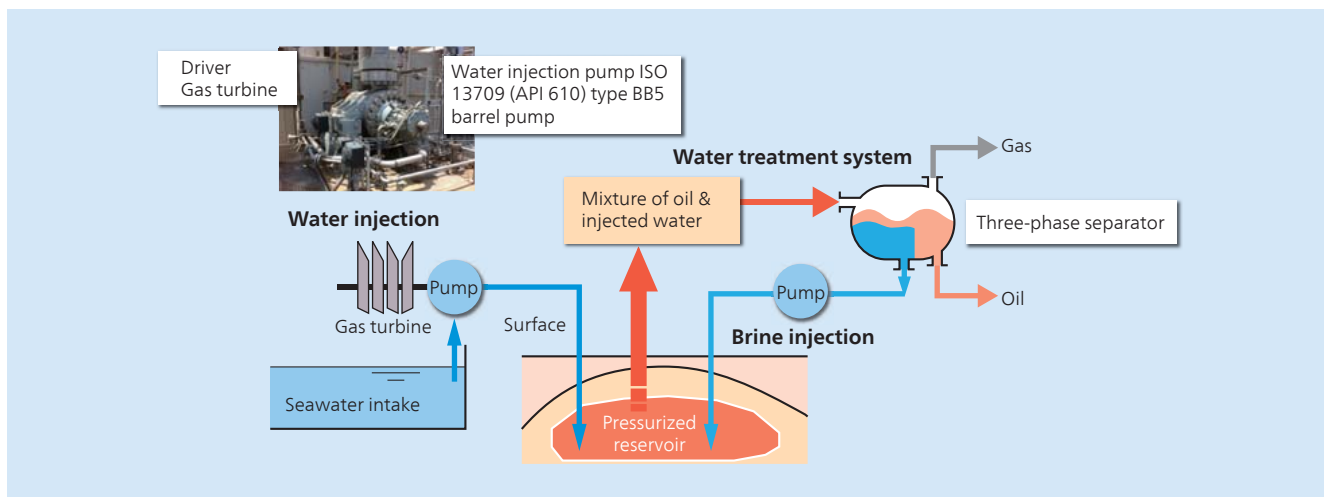 Driver
Gas turbine
Water injection pump ISO
13709 (API 610) type BB5
barrel pump
Water treatment system
Gas
Mixture of oil &
injected water
Three-phase separator
Water injection
Pump
Gas turbine
Surface
Pump
Oil
Brine injection
Seawater intake
Pressurized
reservoir